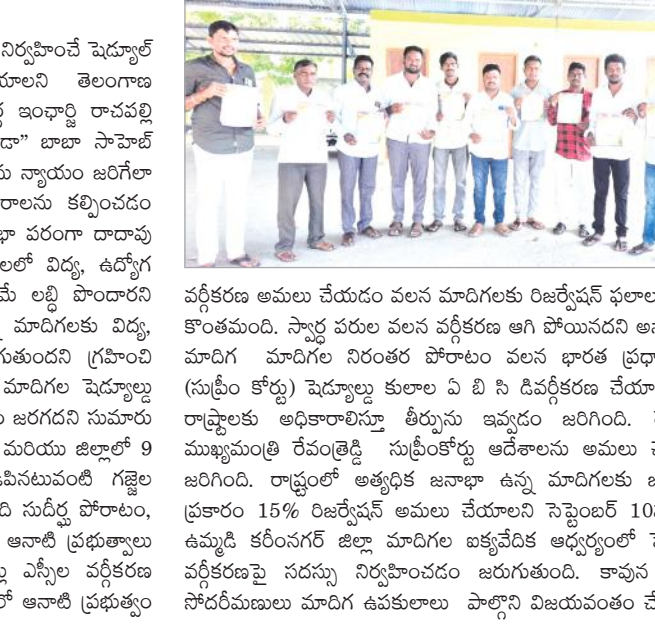 నిర్వహించే షెడ్యూల్
యాలని తెలంగాణ
ఇంఛార్జి రాచపల్లి
డా" బాబా సాహెబ్
ను న్యాయం జరిగేలా
రాలను కల్పించడం
భా పరంగా దాదావు
లలో విద్య, ఉద్యోగ
మే లబ్ధి పొందారని
మాదిగలకు విద్య,
గుతుందని గ్రహించి
మాదిగల షెడ్యూల్డు
ం జరగదని సుమారు
మరియు జిల్లాలో 9
డిపినటువంటి గజ్జెల
ది సుదీర్ఘ పోరాటం,
ఆనాటి ప్రభుత్వాలు
ల్లు ఎస్సీల వర్గీకరణ
లో ఆనాటి ప్రభుత్వం
వర్గీకరణ అమలు చేయడం వలన మాదిగలకు రిజర్వేషన్ ఫలాల
కొంతమంది. స్వార్ధ పరుల వలన వర్గీకరణ ఆగి పోయినదని అన
మాదిగ మాదిగల నిరంతర పోరాటం వలన భారత ప్రధా
(సుప్రీం కోర్టు) షెడ్యూల్డు కులాల ఏ బి సి డివర్గీకరణ చేయా
రాష్ట్రాలకు అధికారాలిస్తూ తీర్పును ఇవ్వడం జరిగింది.
ముఖ్యమంత్రి రేవంత్రెడ్డి సుప్రీంకోర్టు ఆదేశాలను అమలు చ
జరిగింది. రాష్ట్రంలో అత్యధిక జనాభా ఉన్న మాదిగలకు జ
ప్రకారం 15% రిజర్వేషన్ అమలు చేయాలని సెప్టెంబర్ 10
ఉమ్మడి కరీంనగర్ జిల్లా మాదిగల ఐక్యవేదిక ఆధ్వర్యంలో
వర్గీకరణపై సదస్సు నిర్వహించడం జరుగుతుంది. కావున
సోదరీమణులు మాదిగ ఉపకులాలు పాల్గొని విజయవంతం చే